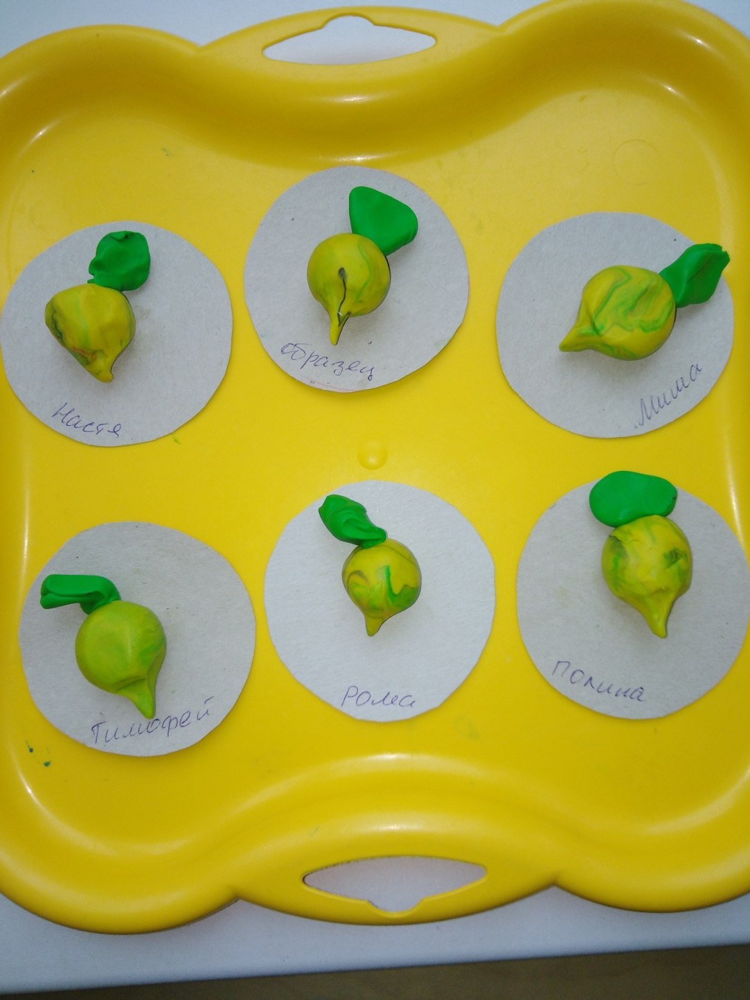 Настя
образец
Миша
Тимофей
Рома
Полина